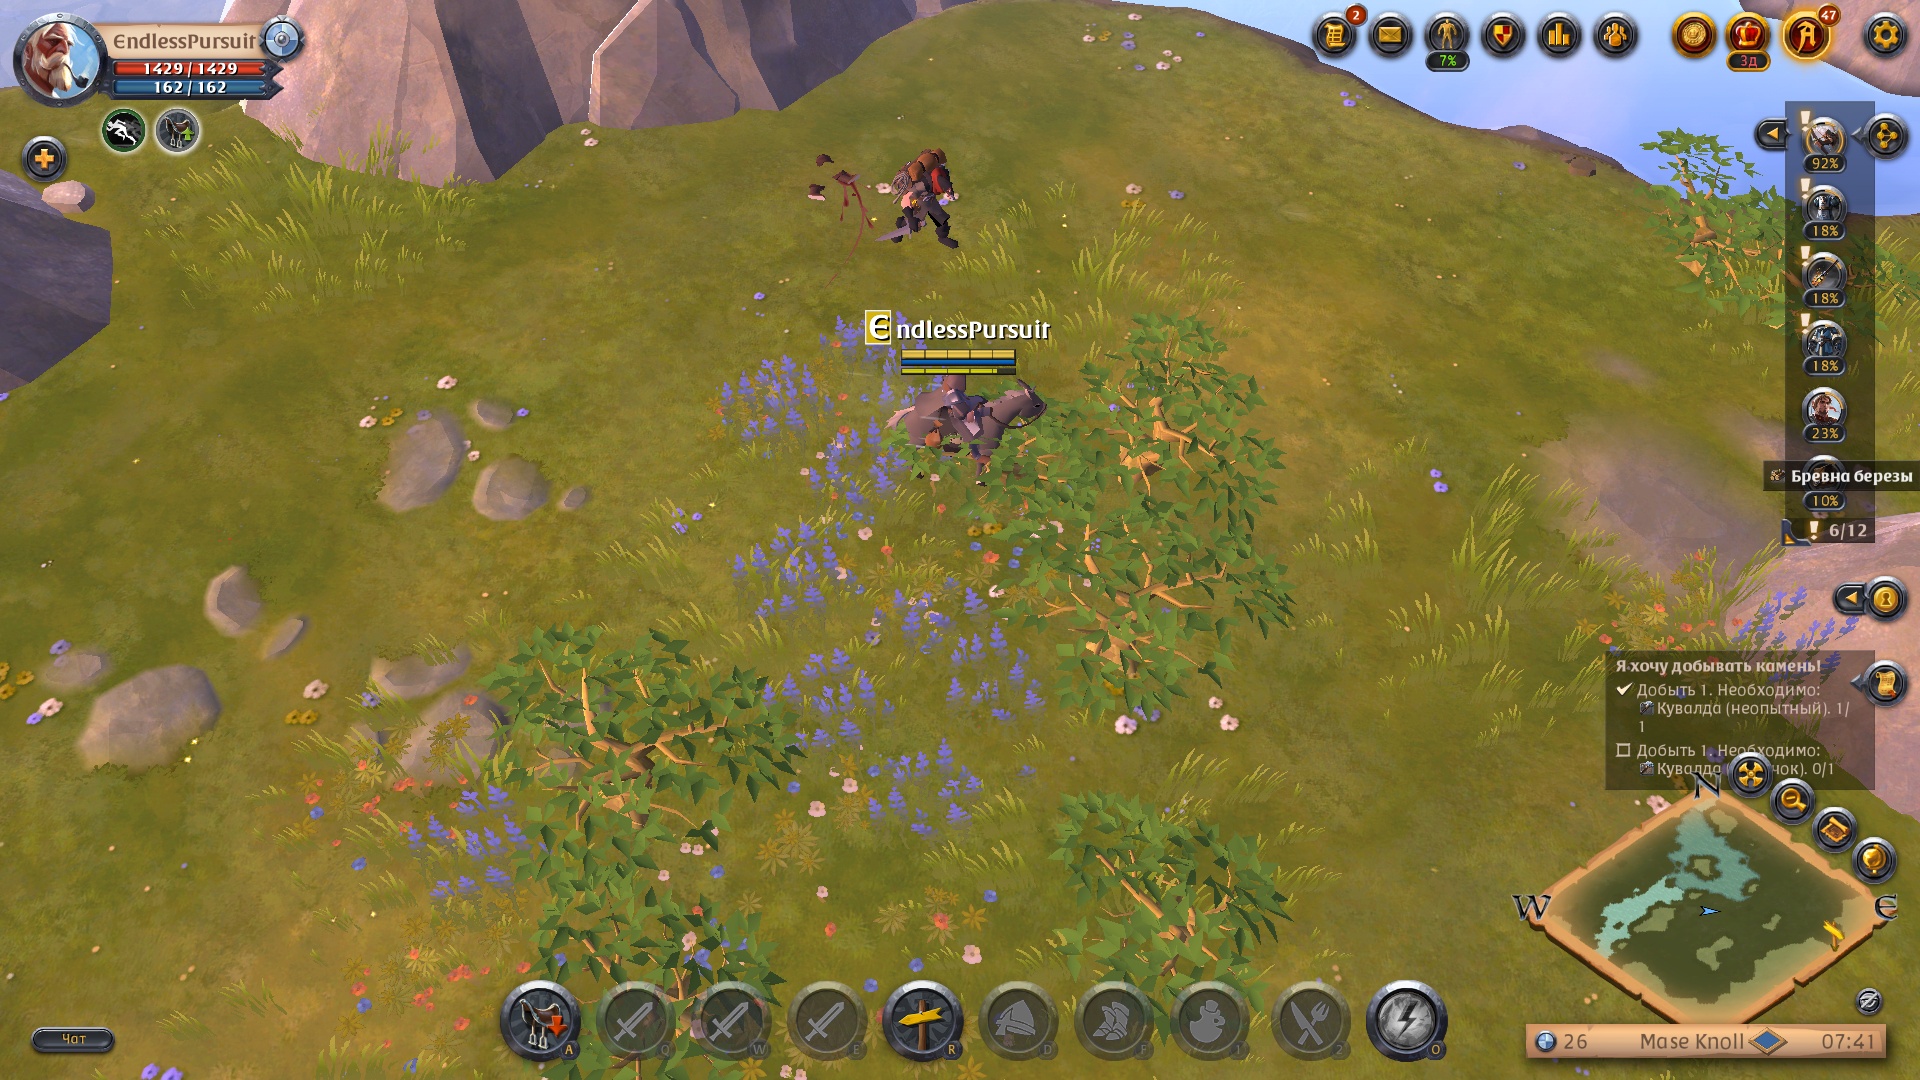 EndlessPursuit
1429 / 1429
162 / 162
2
7%
3д
47
92%
18%
18%
18%
23%
Бревна березы
10%
6/12
EndlessPursuit
Я хочу добывать камень!
Добыть 1. Необходимо:
Кувалда (неопытный). 1/
1
Добыть 1. Необходимо:
Кувалда чок). 0/1
N
W
E
A
Q
W
E
R
D
F
1
2
O
Чат
26
Mase Knoll
07:41